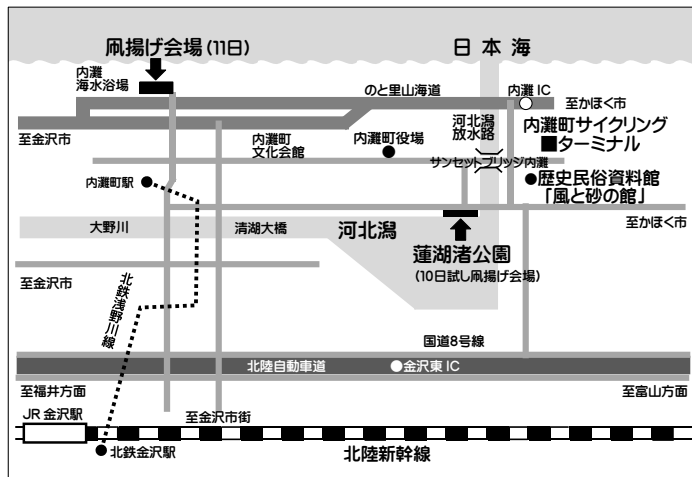 凧揚げ会場(11日)
日本海
内灘
海水浴場
のと里山海道
内灘IC
至かほく市
至金沢市
内灘町
文化会館
内灘町役場
河北潟
放水路
内灘町サイクリング
■ターミナル
サンセットブリッジ内灘
内灘町駅
歴史民俗資料館
「風と砂の館」
大野川
清湖大橋
河北潟
蓮湖渚公園
(10日試し凧揚げ会場)
至かほく市
至金沢市
北鉄浅野川線
国道8号線
北陸自動車道
金沢東IC
至福井方面
至富山方面
JR金沢駅
至金沢市街
北鉄金沢駅
北陸新幹線